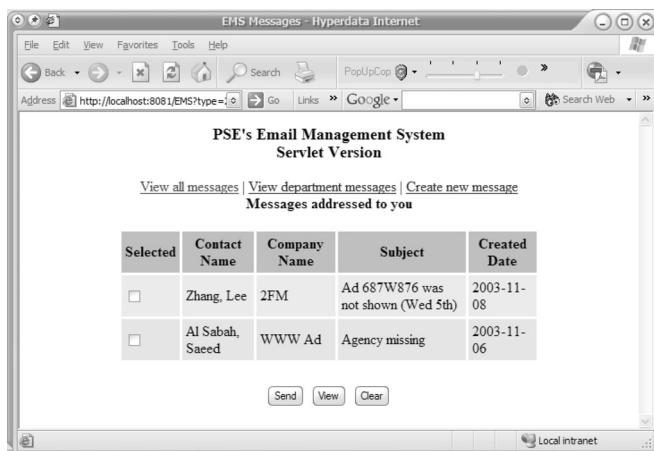 EMS Messages - Hyperdata Internet
File Edit View Favorites Tools Help
Back Search PopUpCop »
Address http://localhost:8081/EMS?type= Go Links » Google Search Web »
PSE's Email Management System
Servlet Version
View all messages | View department messages | Create new message
Messages addressed to you
Selected Contact Name Company Name Subject Created Date
Zhang, Lee 2FM Ad 687W876 was not shown (Wed 5th) 2003-11-08
Al Sabah, Saeed WWW Ad Agency missing 2003-11-06
Send View Clear
Local intranet